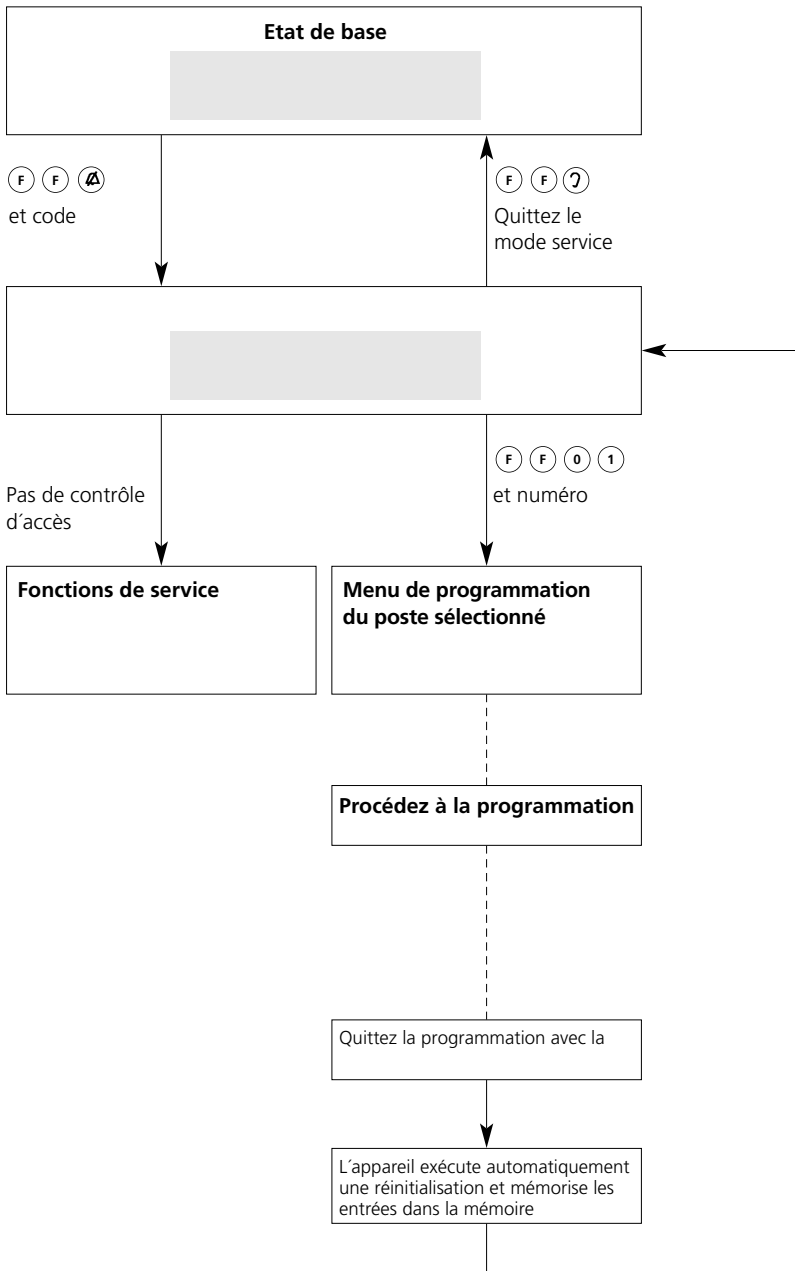 Etat de base
F F
et code
F F
Quittez le
mode service
Pas de contrôle
d´accès
F F 0 1
et numéro
Fonctions de service
Menu de programmation
du poste sélectionné
Procédez à la programmation
Quittez la programmation avec la
L´appareil exécute automatiquement
une réinitialisation et mémorise les
entrées dans la mémoire